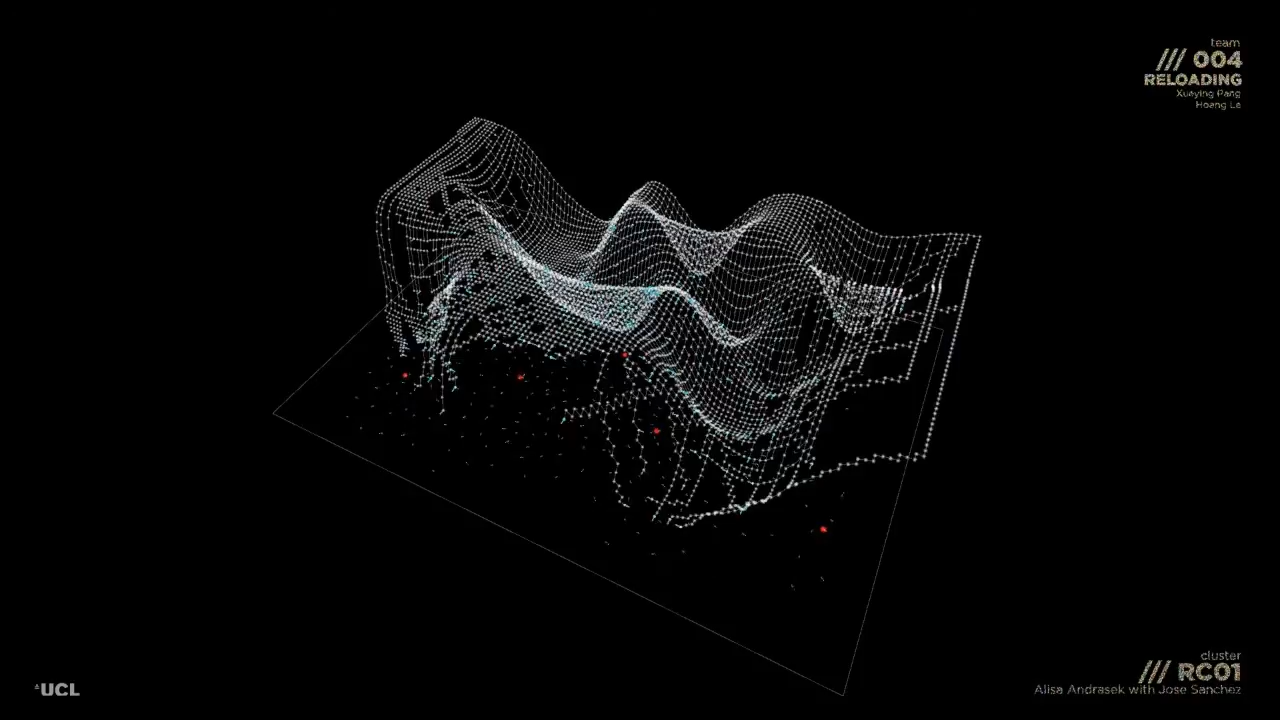 team
/// 004
RELOADING
Xueying Pang
Hoang Le
UCL
cluster
/// RC01
Alisa Andrasek with Jose Sanchez